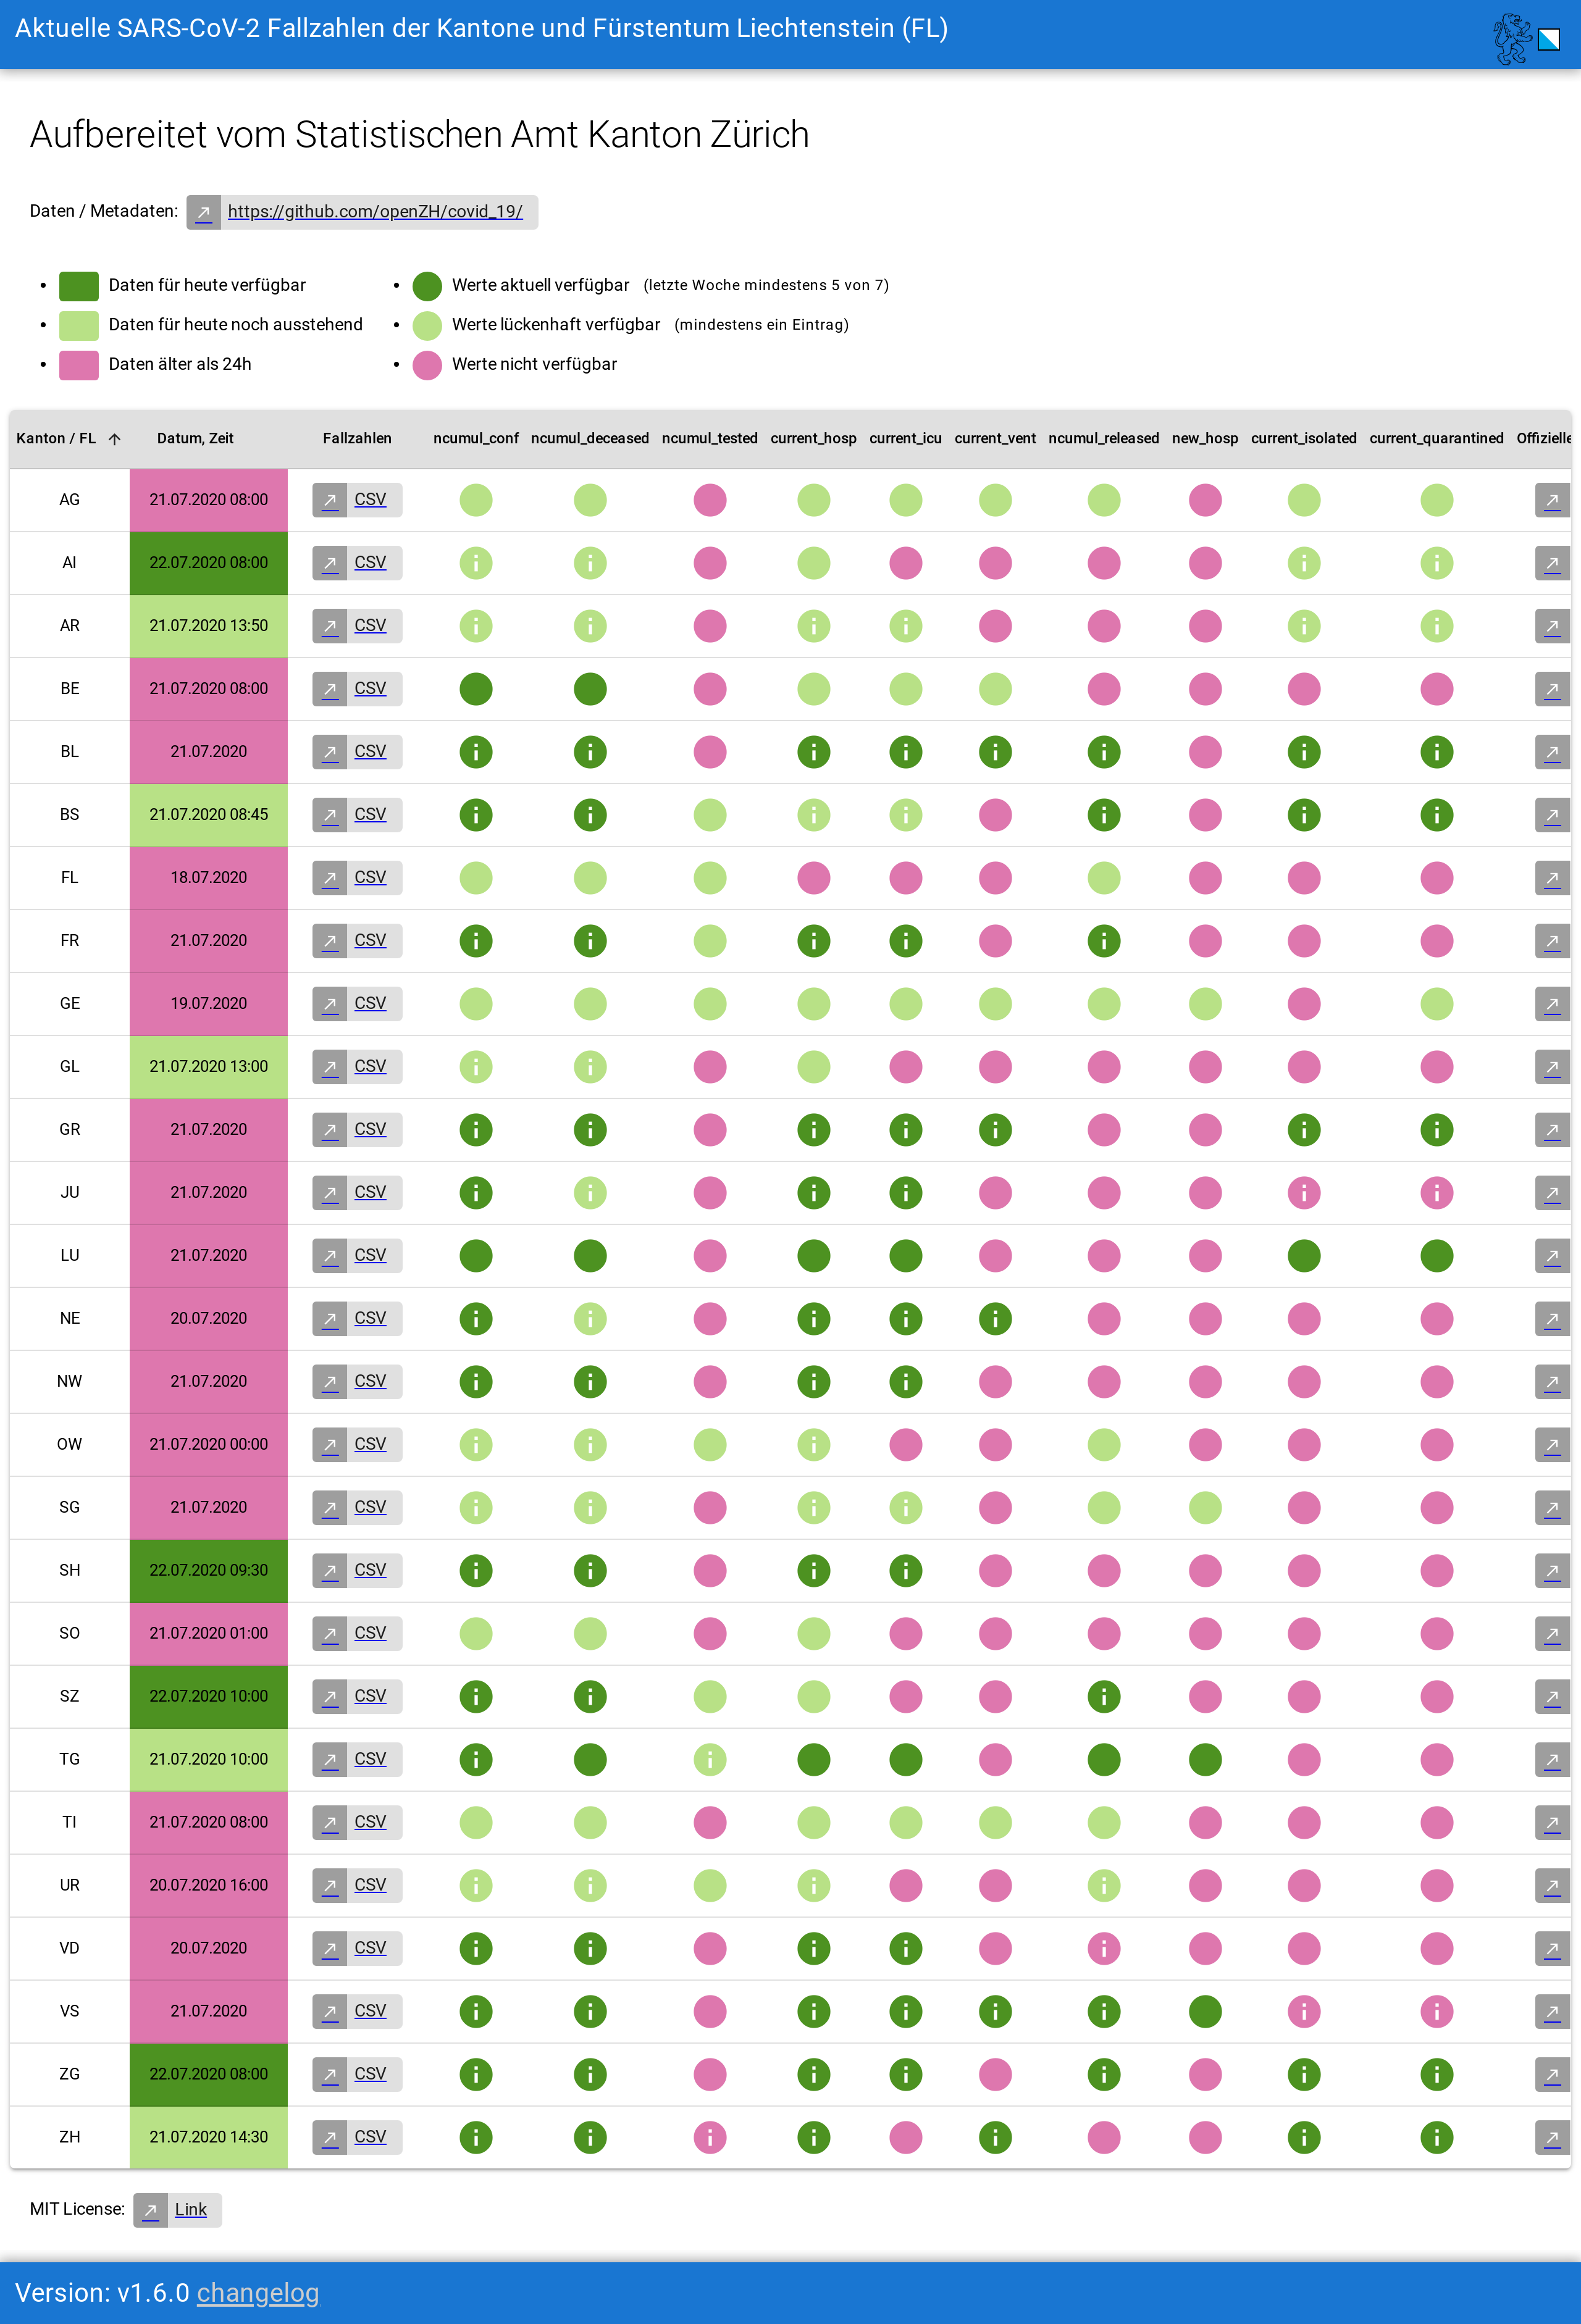 Aktuelle SARS-CoV-2 Fallzahlen der Kantone und Fürstentum Liechtenstein (FL)
Aufbereitet vom Statistischen Amt Kanton Zürich
Daten / Metadaten: https://github.com/openZH/covid_19/
Daten für heute verfügbar
Daten für heute noch ausstehend
Daten älter als 24h
Werte aktuell verfügbar (letzte Woche mindestens 5 von 7)
Werte lückenhaft verfügbar (mindestens ein Eintrag)
Werte nicht verfügbar
Kanton / FL Datum, Zeit Fallzahlen ncumul_conf ncumul_deceased ncumul_tested current_hosp current_icu current_vent ncumul_released new_hosp current_isolated current_quarantined Offizielle
AG 21.07.2020 08:00 CSV
AI 22.07.2020 08:00 CSV
AR 21.07.2020 13:50 CSV
BE 21.07.2020 08:00 CSV
BL 21.07.2020 CSV
BS 21.07.2020 08:45 CSV
FL 18.07.2020 CSV
FR 21.07.2020 CSV
GE 19.07.2020 CSV
GL 21.07.2020 13:00 CSV
GR 21.07.2020 CSV
JU 21.07.2020 CSV
LU 21.07.2020 CSV
NE 20.07.2020 CSV
NW 21.07.2020 CSV
OW 21.07.2020 00:00 CSV
SG 21.07.2020 CSV
SH 22.07.2020 09:30 CSV
SO 21.07.2020 01:00 CSV
SZ 22.07.2020 10:00 CSV
TG 21.07.2020 10:00 CSV
TI 21.07.2020 08:00 CSV
UR 20.07.2020 16:00 CSV
VD 20.07.2020 CSV
VS 21.07.2020 CSV
ZG 22.07.2020 08:00 CSV
ZH 21.07.2020 14:30 CSV
MIT License: Link
Version: v1.6.0 changelog